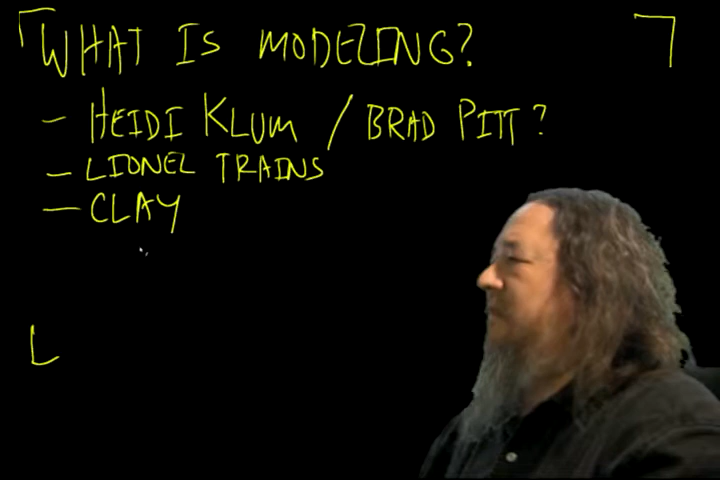 WHAT IS MODELING?
- HEIDI KLUM / BRAD PITT?
- LIONEL TRAINS
- CLAY